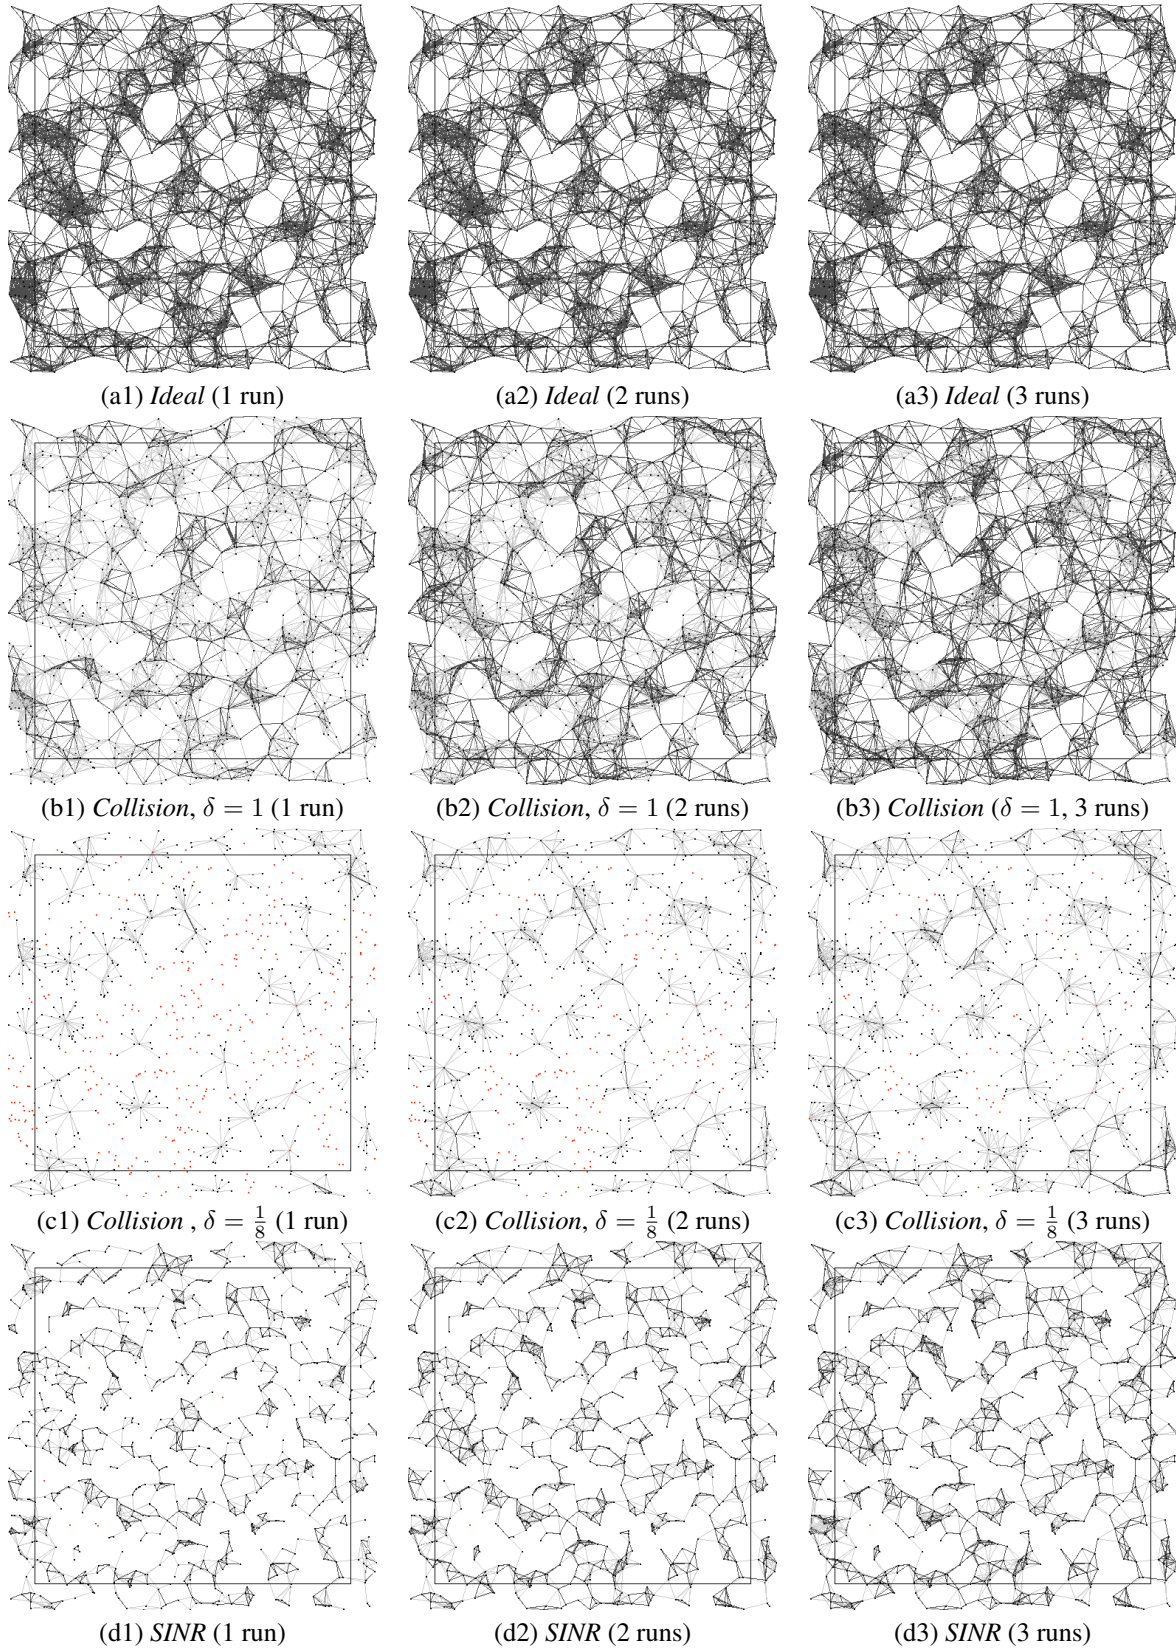 (a1) Ideal (1 run)
(a2) Ideal (2 runs)
(a3) Ideal (3 runs)
(b1) Collision, δ = 1 (1 run)
(b2) Collision, δ = 1 (2 runs)
(b3) Collision (δ = 1, 3 runs)
(c1) Collision , δ = 1/8 (1 run)
(c2) Collision, δ = 1/8 (2 runs)
(c3) Collision, δ = 1/8 (3 runs)
(d1) SINR (1 run)
(d2) SINR (2 runs)
(d3) SINR (3 runs)